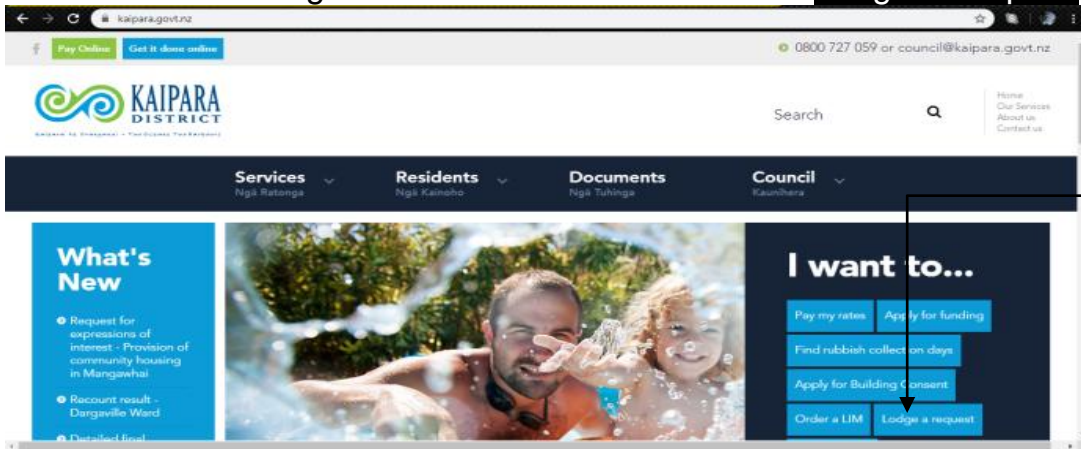 kaipara.govt.nz
Pay Online Get it done online 0800 727 059 or council@kaipara.govt.nz
KAIPARA
DISTRICT
Search
Home
Our Services
About us
Contact us
Services Residents Documents Council
Ngā Ratonga Ngā Kainoho Ngā Tuhinga Kaunihera
What's
New
Request for
expressions of
interest - Provision of
community housing
in Mangawhai
Recount result -
Dargaville Ward
Detailed final
I want to...
Pay my rates Apply for funding
Find rubbish collection days
Apply for Building Consent
Order a LIM Lodge a request